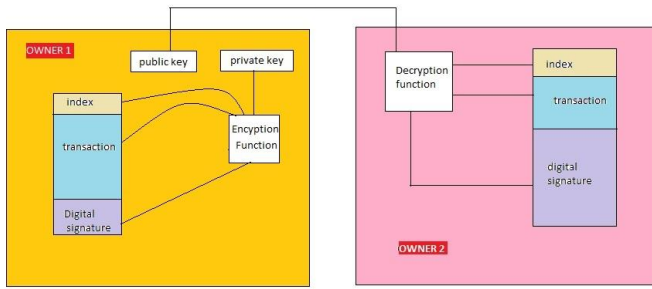 OWNER 1
public key
private key
index
transaction
Digital
signature
Encyption
Function
Decryption
function
index
transaction
digital
signature
OWNER 2